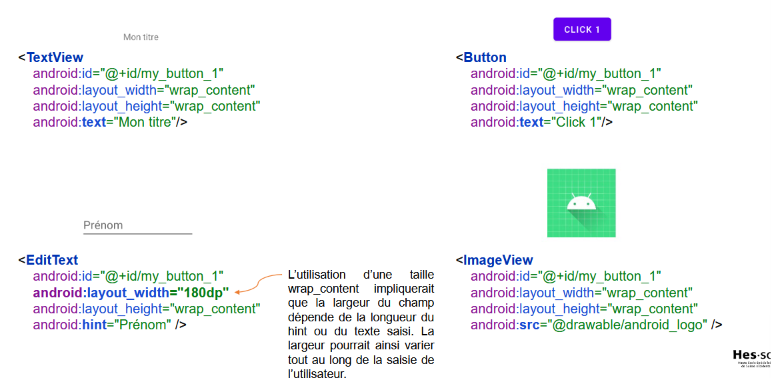 Mon titre
<TextView
android:id="@+id/my_button_1"
android:layout_width="wrap_content"
android:layout_height="wrap_content"
android:text="Mon titre"/>
CLICK 1
<Button
android:id="@+id/my_button_1"
android:layout_width="wrap_content"
android:layout_height="wrap_content"
android:text="Click 1"/>
Prénom
<EditText
android:id="@+id/my_button_1"
android:layout_width="180dp"
android:layout_height="wrap_content"
android:hint="Prénom" />
L'utilisation d'une taille
wrap_content impliquerait
que la largeur du champ
dépende de la longueur du
hint ou du texte saisi. La
largeur pourrait ainsi varier
tout au long de la saisie de
l'utilisateur.
<ImageView
android:id="@+id/my_button_1"
android:layout_width="wrap_content"
android:layout_height="wrap_content"
android:src="@drawable/android_logo" />